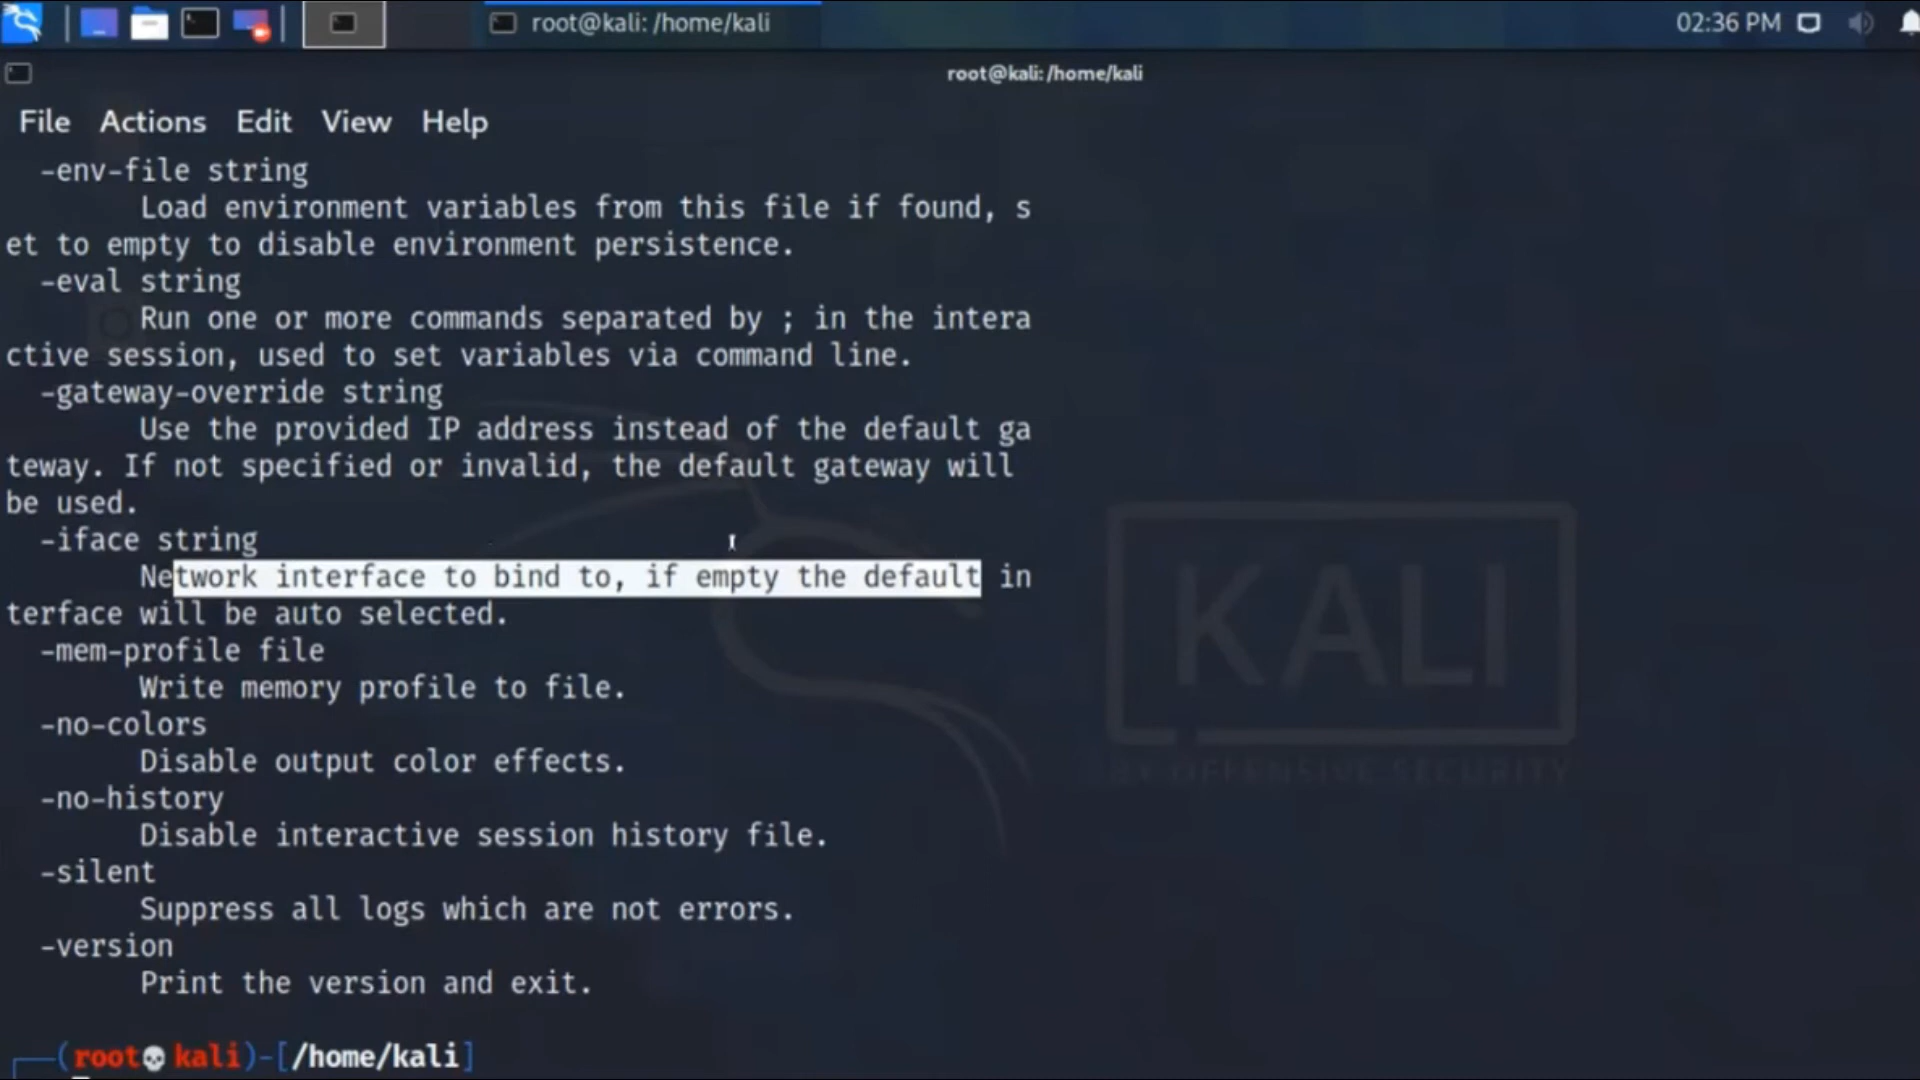 root@kali: /home/kali
02:36 PM
root@kali: /home/kali
File Actions Edit View Help
-env-file string
Load environment variables from this file if found, s
et to empty to disable environment persistence.
-eval string
Run one or more commands separated by ; in the intera
ctive session, used to set variables via command line.
-gateway-override string
Use the provided IP address instead of the default ga
teway. If not specified or invalid, the default gateway will
be used.
-iface string
Network interface to bind to, if empty the default in
terface will be auto selected.
-mem-profile file
Write memory profile to file.
-no-colors
Disable output color effects.
-no-history
Disable interactive session history file.
-silent
Suppress all logs which are not errors.
-version
Print the version and exit.
(root💀kali)-[/home/kali]
KALI
BY OFFENSIVE SECURITY